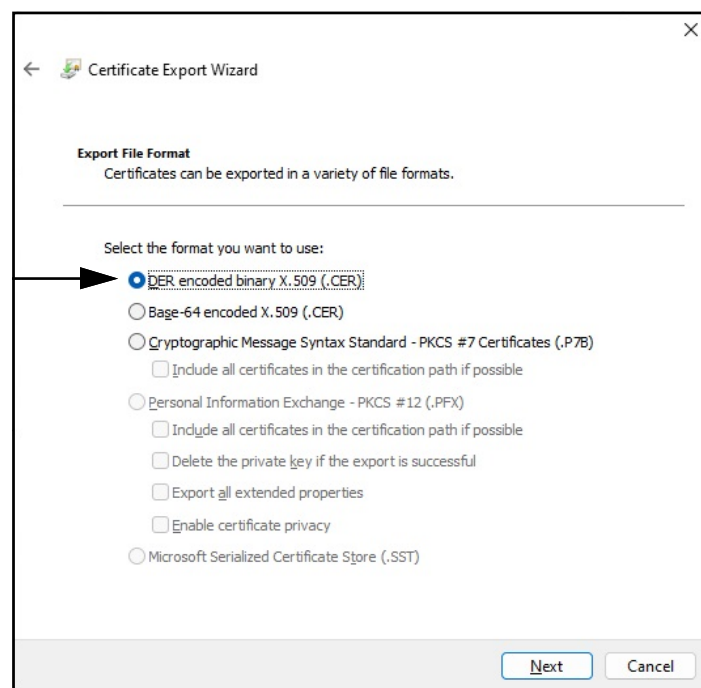 Certificate Export Wizard
Export File Format
Certificates can be exported in a variety of file formats.
Select the format you want to use:
DER encoded binary X.509 (.CER)
Base-64 encoded X.509 (.CER)
Cryptographic Message Syntax Standard - PKCS #7 Certificates (.P7B)
Include all certificates in the certification path if possible
Personal Information Exchange - PKCS #12 (.PFX)
Include all certificates in the certification path if possible
Delete the private key if the export is successful
Export all extended properties
Enable certificate privacy
Microsoft Serialized Certificate Store (.SST)
Next Cancel